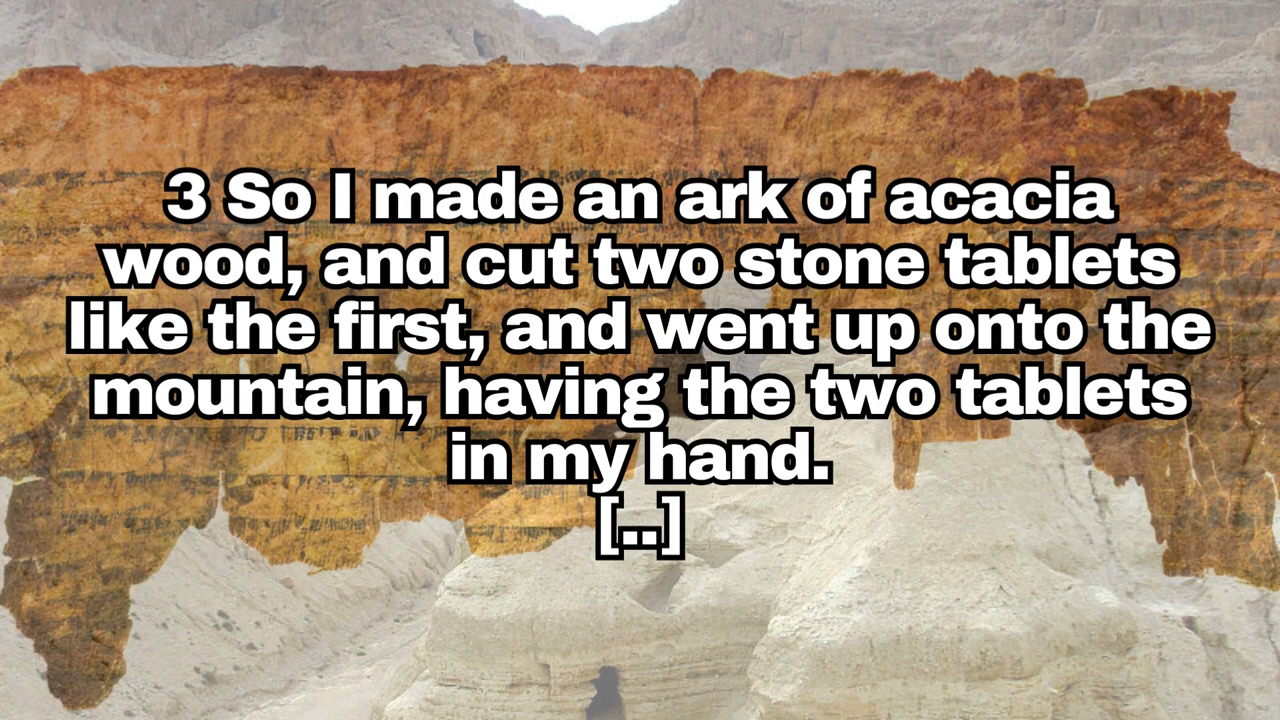 3 So I made an ark of acacia
wood, and cut two stone tablets
like the first, and went up onto the
mountain, having the two tablets
in my hand.
[..]